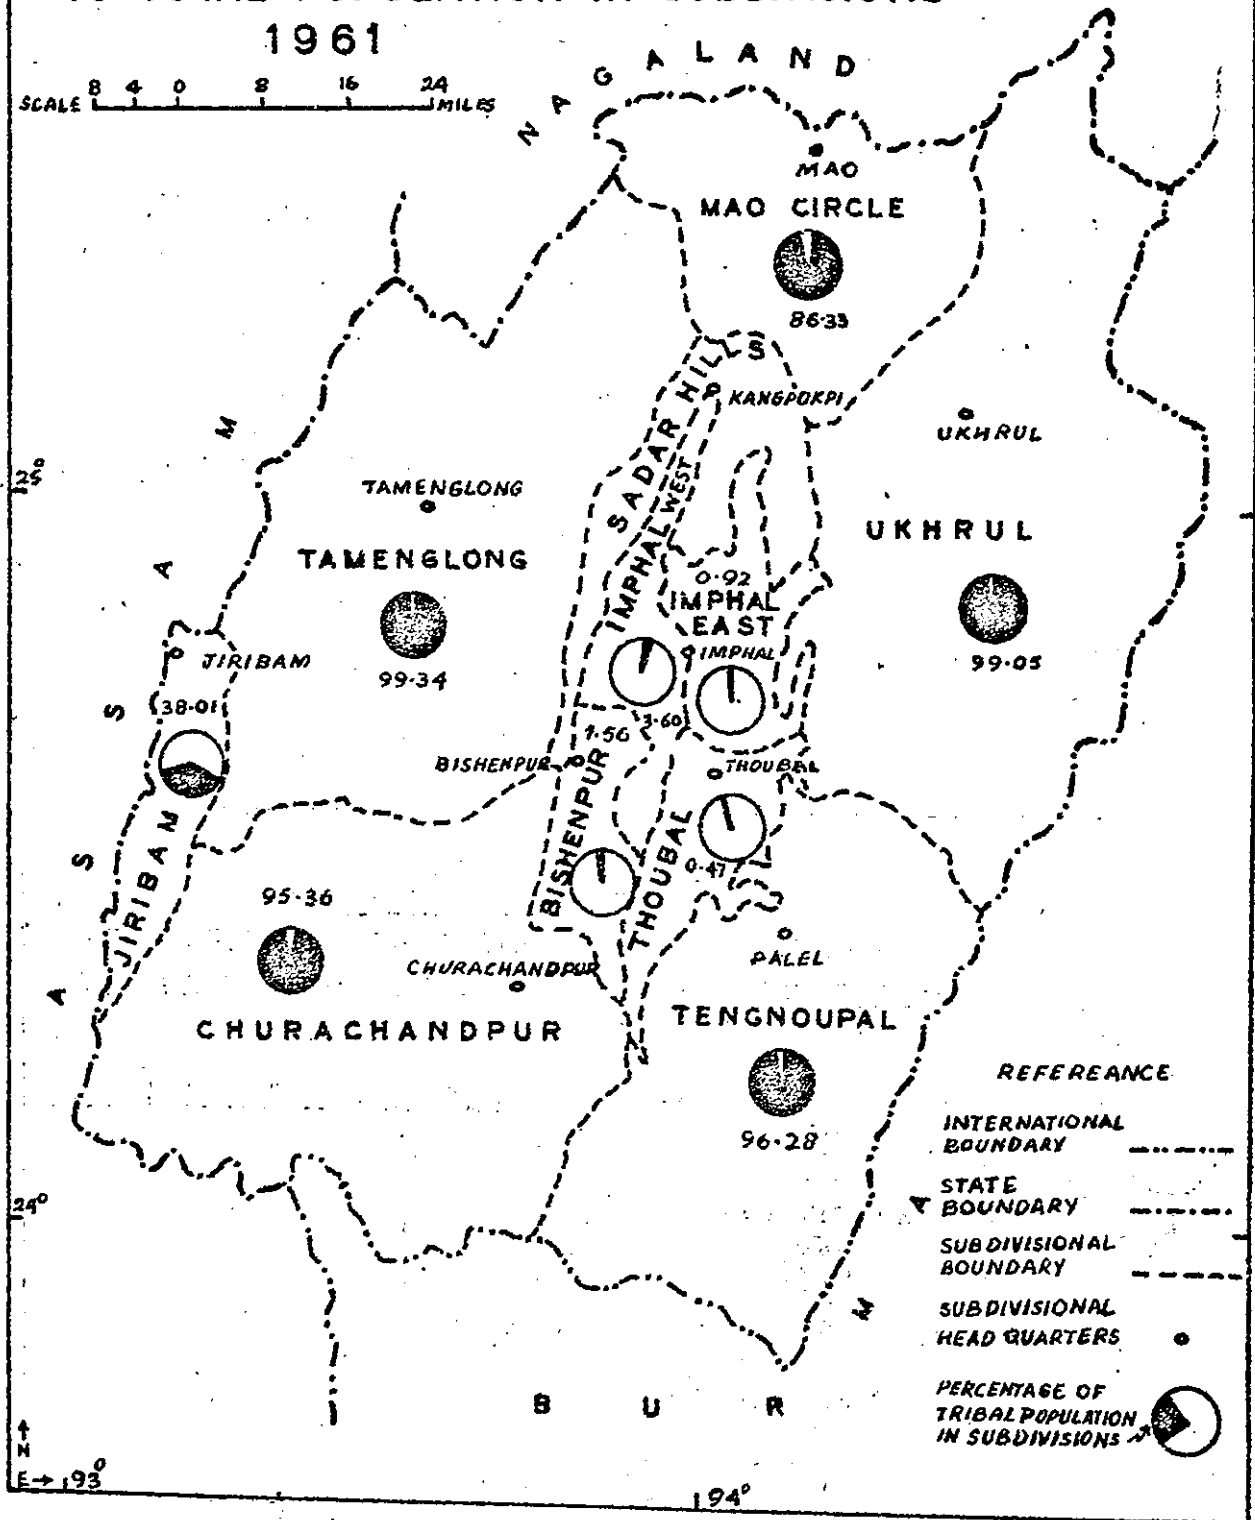 1961
SCALE 8 4 0 8 16 24 MILES
NAGALAND
MAO
MAO CIRCLE
86.33
SADAR HILLS
KANGPOKPI
UKHRUL
25°
TAMENGLONG
IMPHAL WEST
UKHRUL
TAMENGLONG
0.92
IMPHAL
EAST
IMPHAL
99.05
JIRIBAM
99.34
38.01
3.60
1.56
BISHENPUR
THOUBAL
BISHENPUR
THOUBAL
0.47
JIRIBAM
ASSAM
95.36
CHURACHANDPUR
PALEL
CHURACHANDPUR
TENGNOUPAL
96.28
REFEREANCE
INTERNATIONAL
BOUNDARY
STATE
BOUNDARY
SUBDIVISIONAL
BOUNDARY
SUBDIVISIONAL
HEAD QUARTERS
PERCENTAGE OF
TRIBAL POPULATION
IN SUBDIVISIONS
24°
BURMA
N
E→ 93°
94°